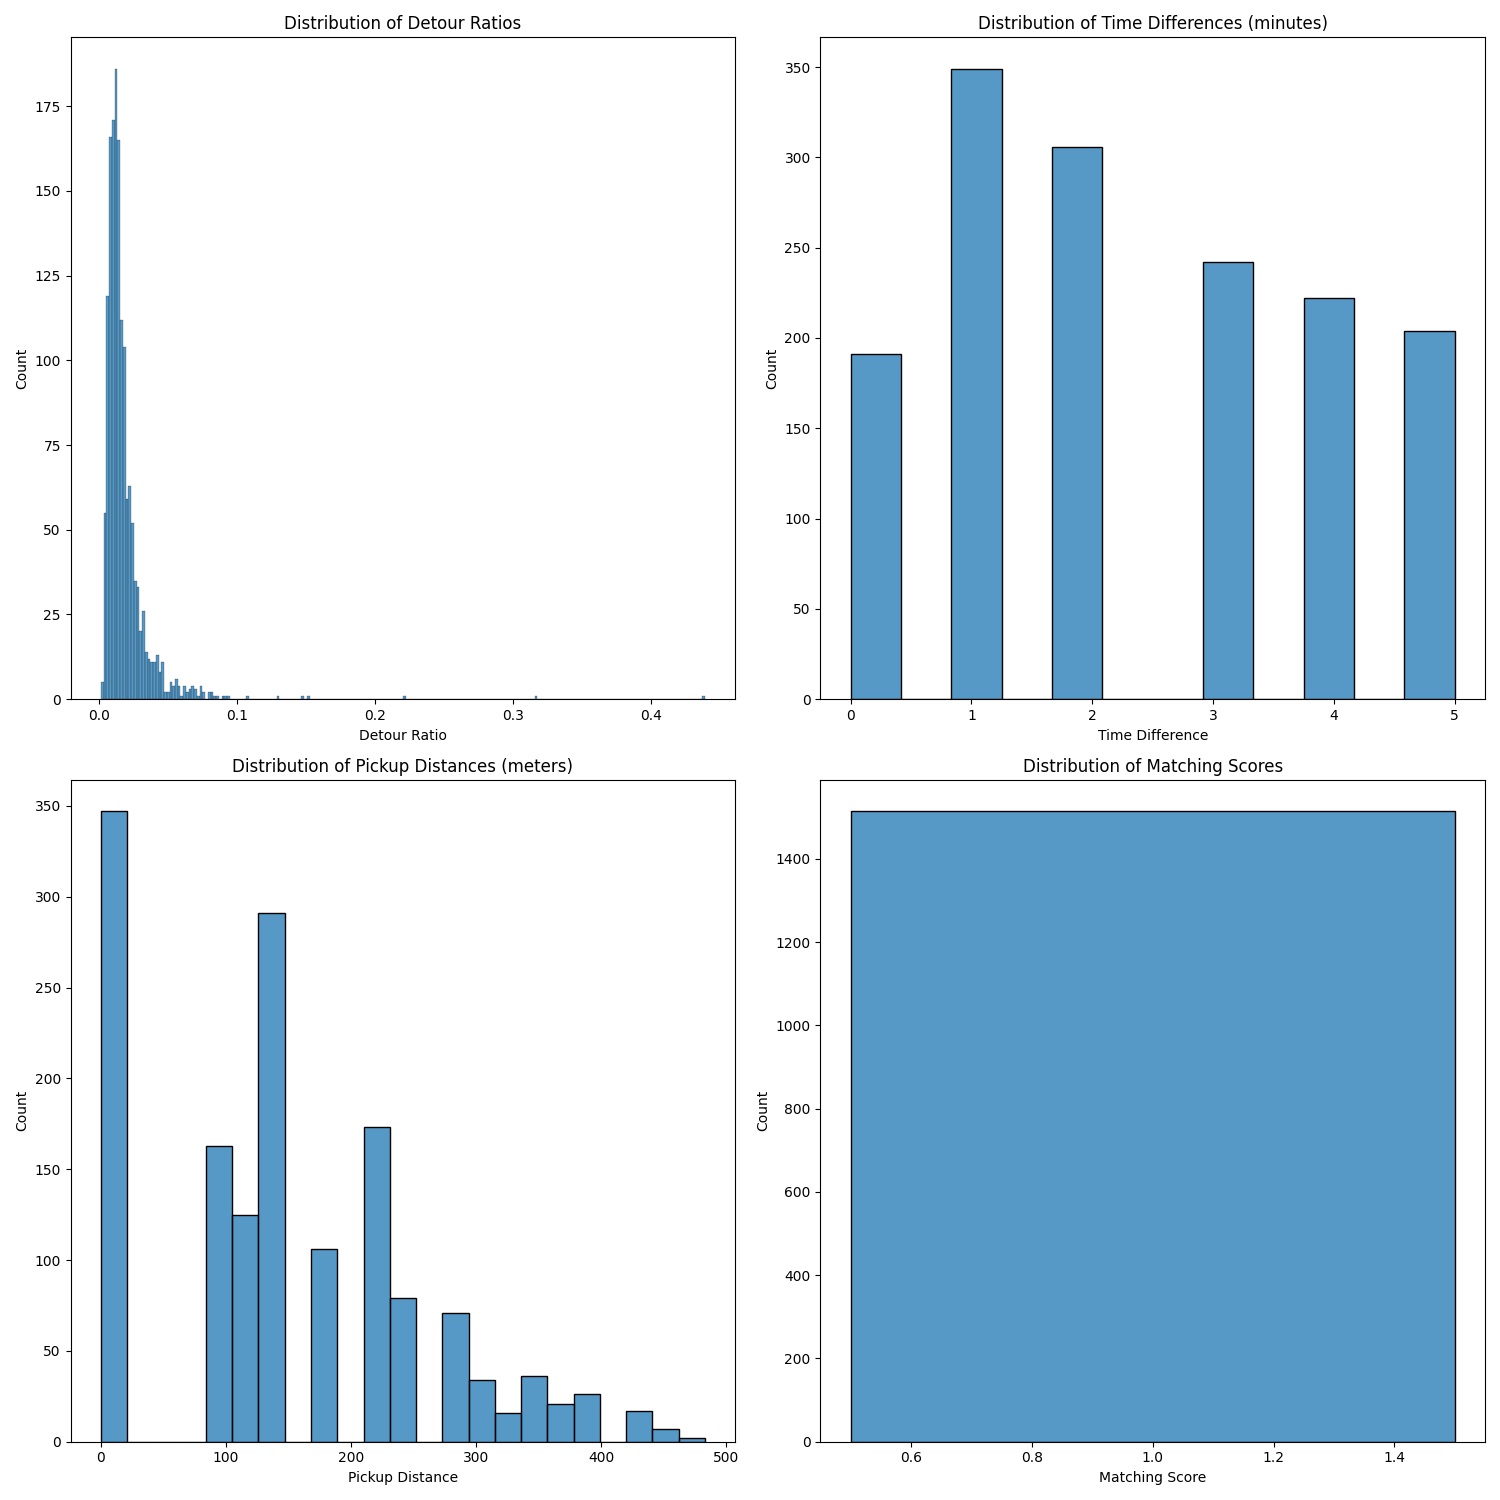 Distribution of Detour Ratios
175
150
125
100
75
50
25
0
Count
0.0 0.1 0.2 0.3 0.4
Detour Ratio
Distribution of Time Differences (minutes)
350
300
250
200
150
100
50
0
Count
0 1 2 3 4 5
Time Difference
Distribution of Pickup Distances (meters)
350
300
250
200
150
100
50
0
Count
0 100 200 300 400 500
Pickup Distance
Distribution of Matching Scores
1400
1200
1000
800
600
400
200
0
Count
0.6 0.8 1.0 1.2 1.4
Matching Score